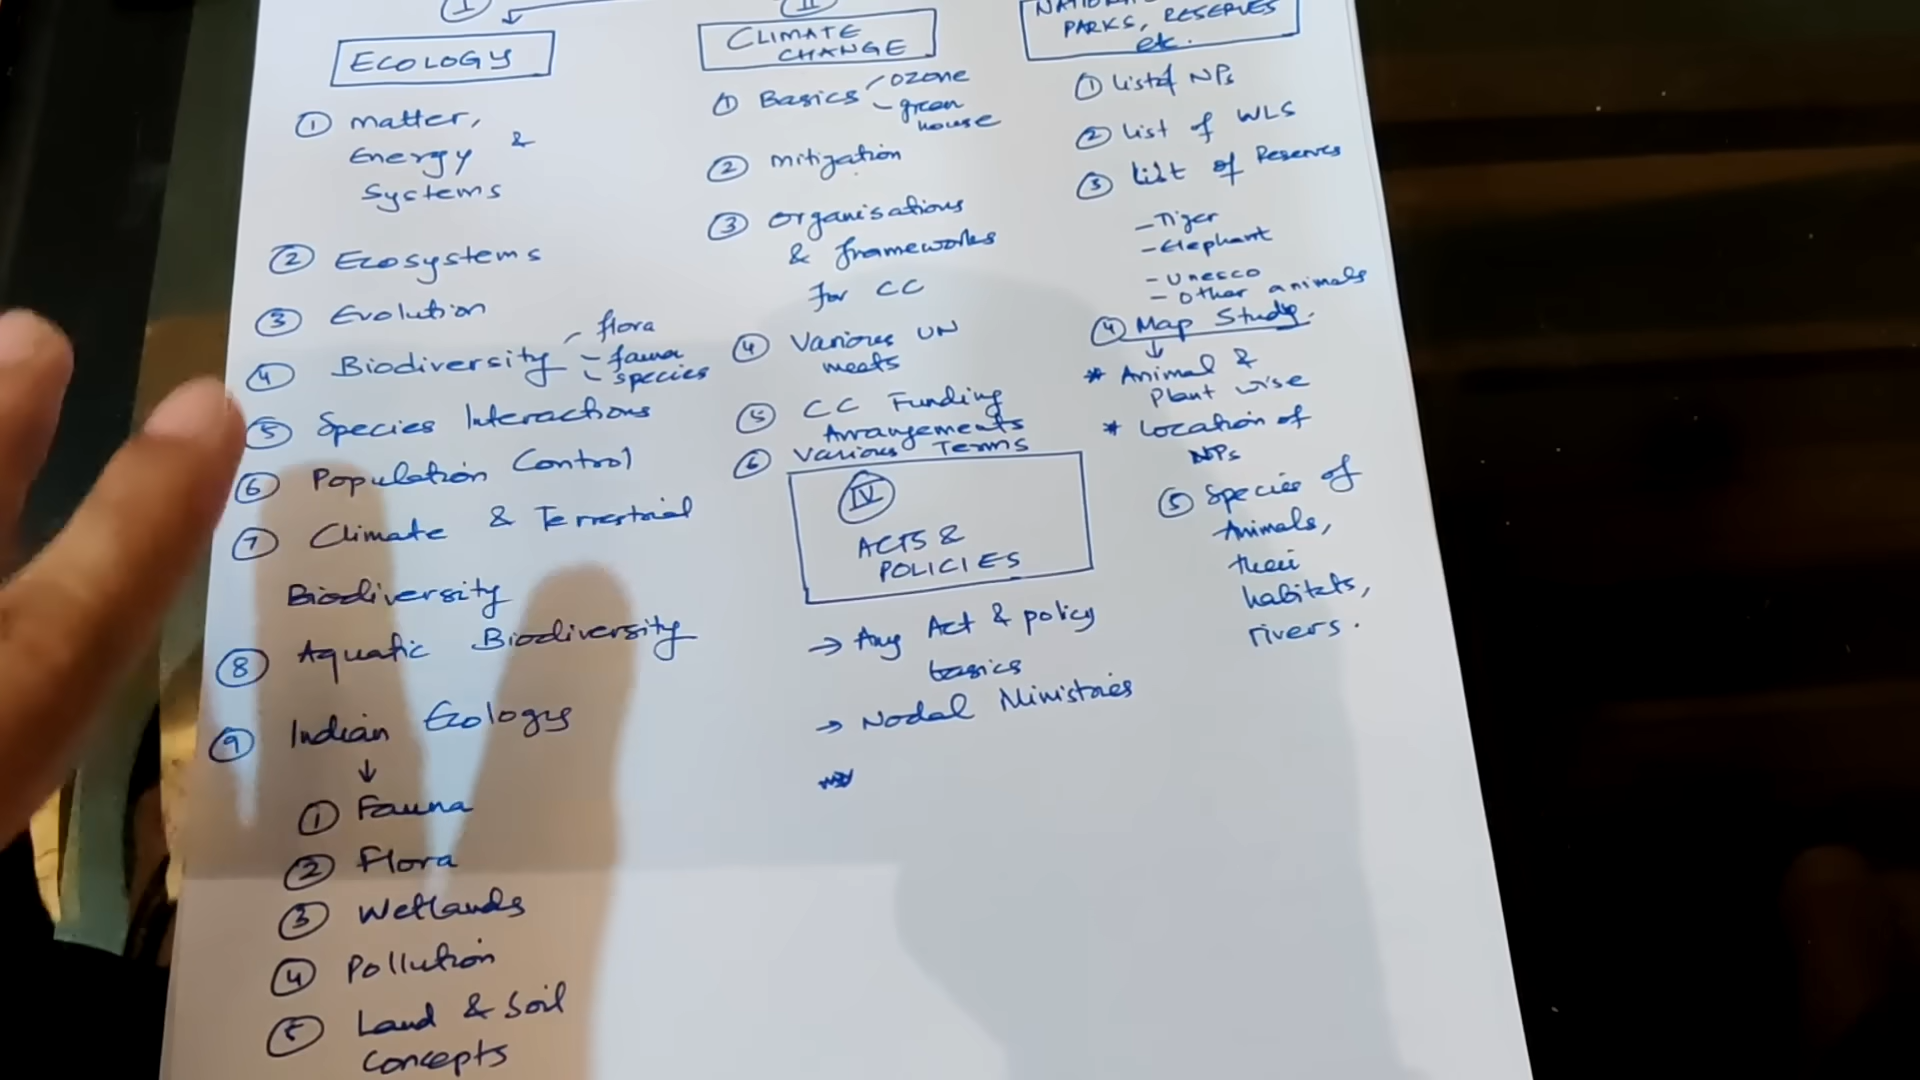 I
ECOLOGY
① matter,
Energy &
Systems
② Ecosystems
③ Evolution
④ Biodiversity - flora
- fauna
- species
⑤ Species Interactions
⑥ Population Control
⑦ Climate & Terrestrial
Biodiversity
⑧ Aquatic Biodiversity
⑨ Indian Ecology
↓
① Fauna
② Flora
③ Wetlands
④ Pollution
⑤ Land & Soil
Concepts
II
CLIMATE
CHANGE
① Basics - ozone
- green
house
② mitigation
③ organisations
& frameworks
for CC
④ Various UN
meets
⑤ CC Funding
Arrangements
⑥ Various Terms
IV
ACTS &
POLICIES
→ Any Act & policy
basics
→ Nodal Ministries
PARKS, RESERVES
etc.
① list of NPs
② list of WLS
③ list of Reserves
- Tiger
- Elephant
- Unesco
- Other animals
④ Map Study.
↓
* Animal &
Plant wise
* Location of
NPs
⑤ Species of
Animals,
their
habitats,
rivers.